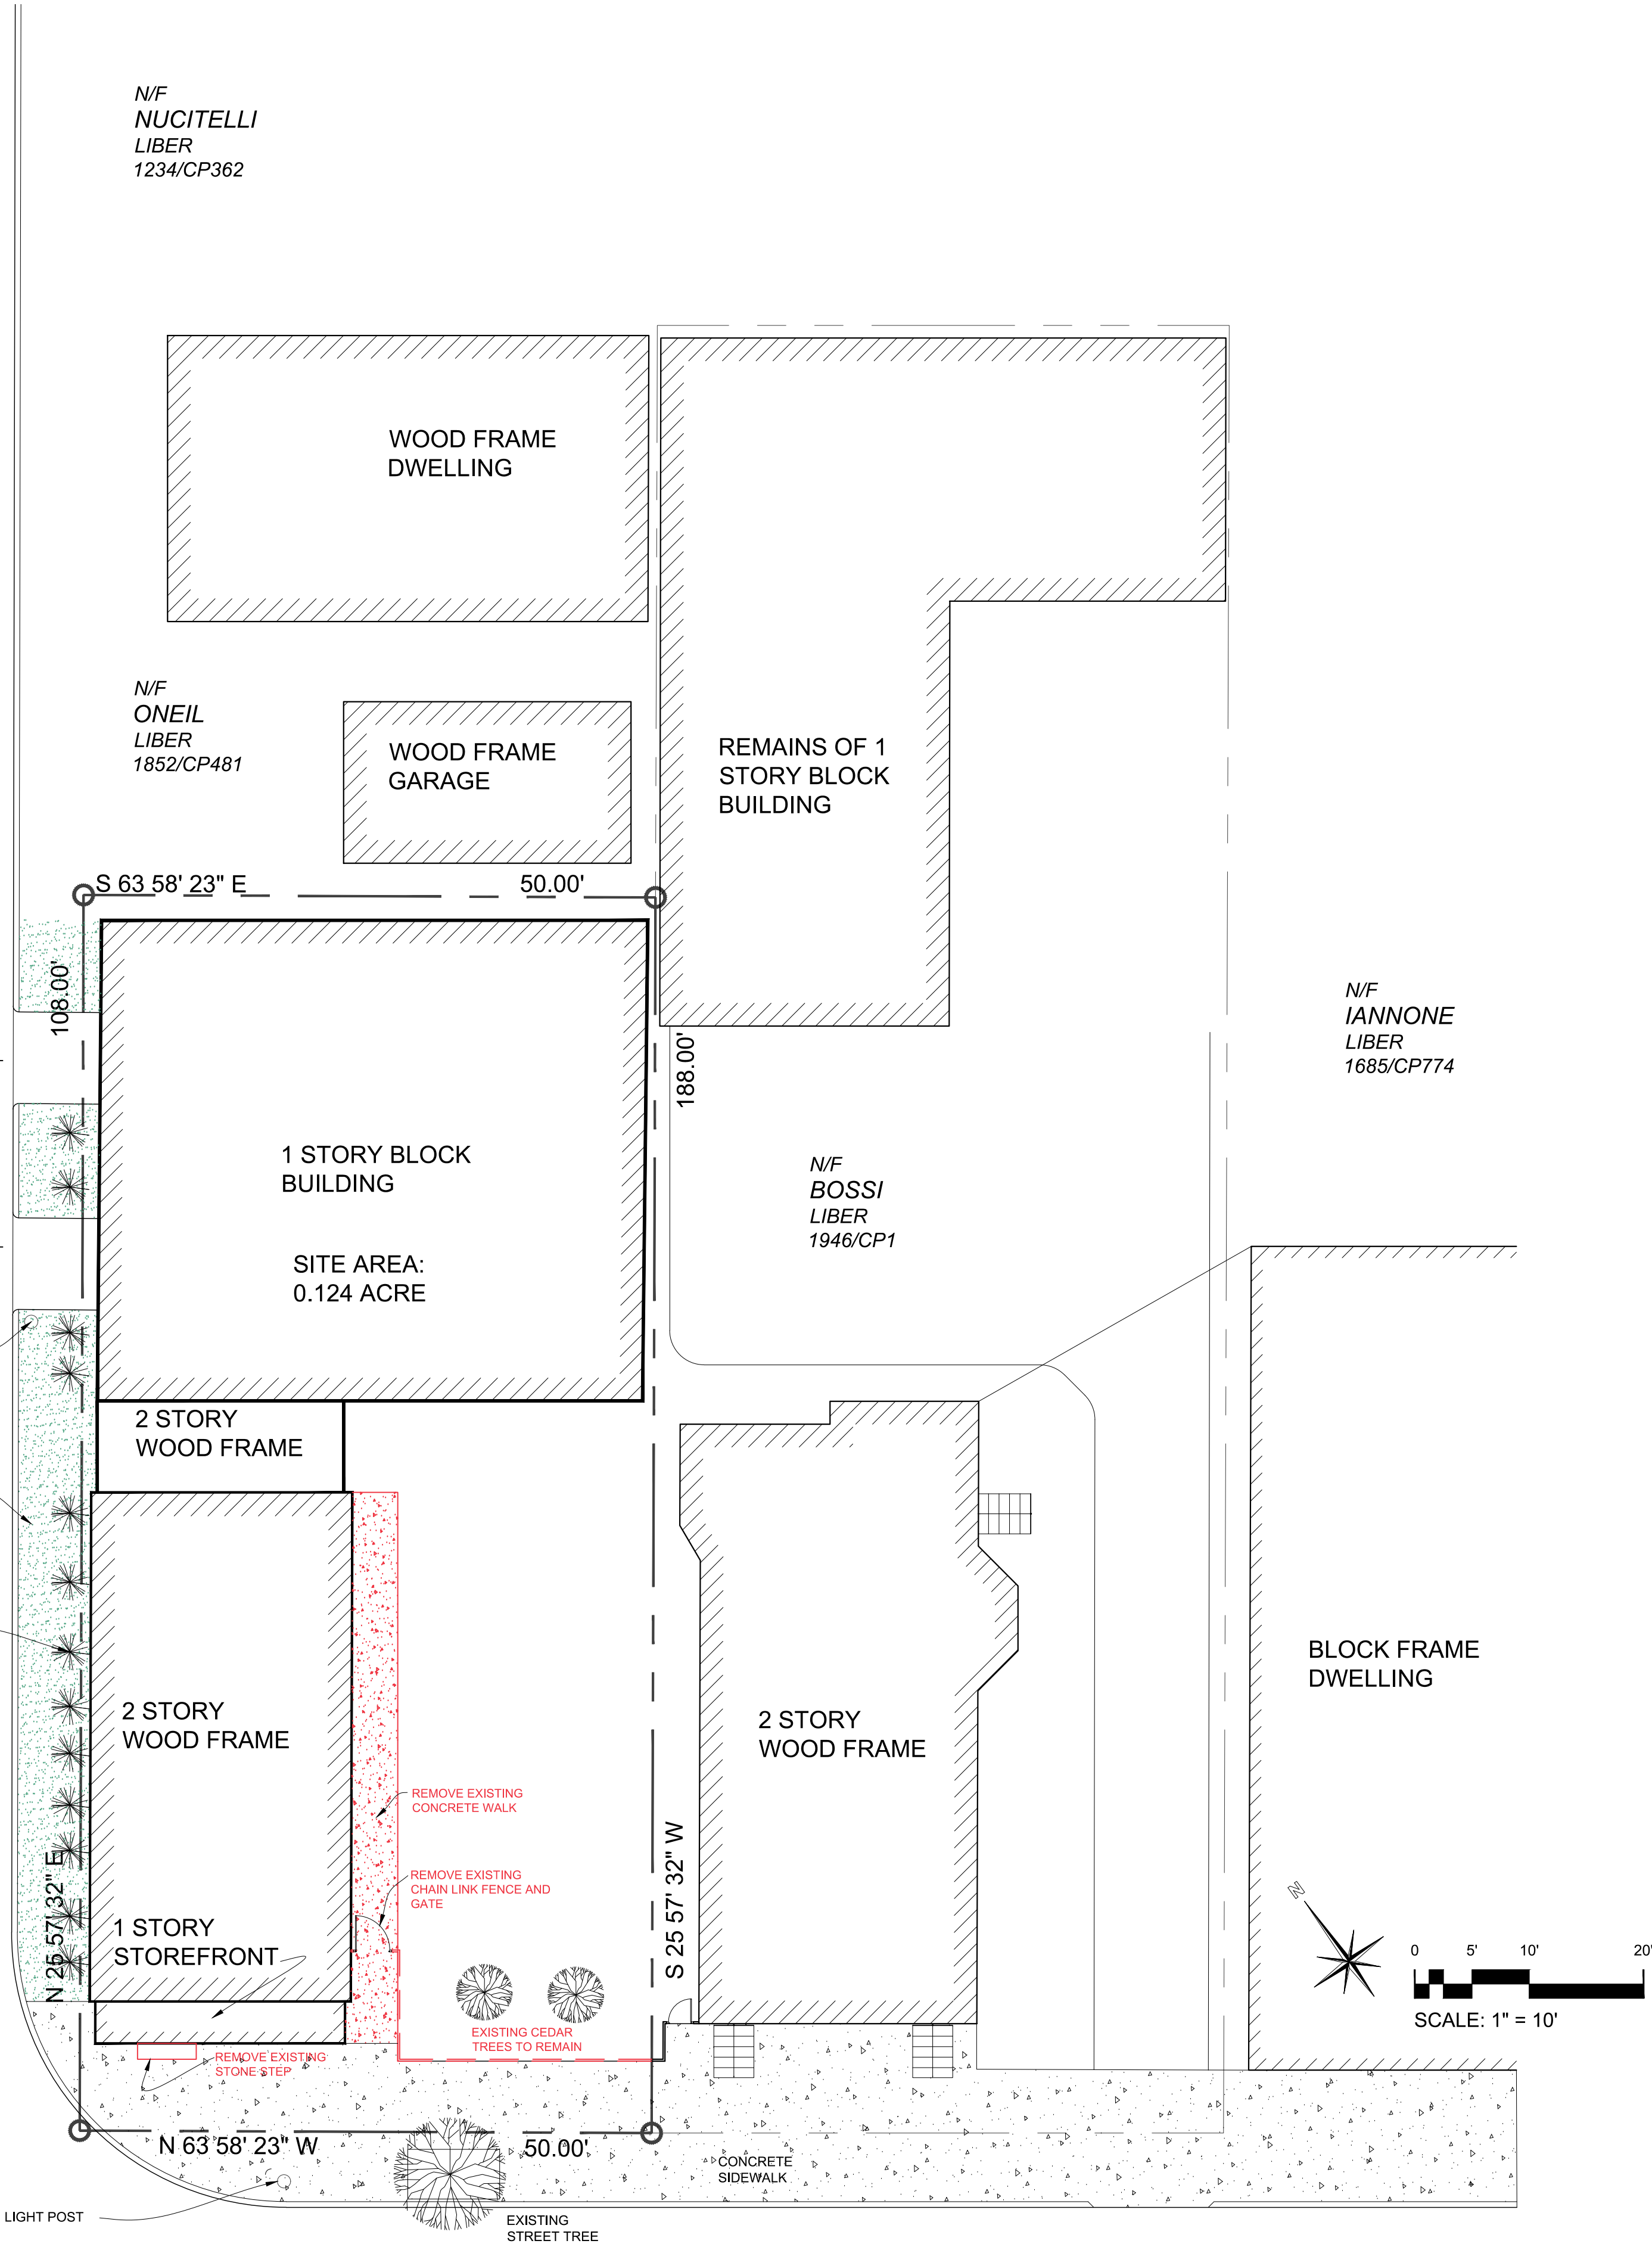 N/F
NUCITELLI
LIBER
1234/CP362
WOOD FRAME
DWELLING
N/F
ONEIL
LIBER
1852/CP481
WOOD FRAME
GARAGE
REMAINS OF 1
STORY BLOCK
BUILDING
S 63 58' 23" E
50.00'
108.00'
188.00'
N/F
IANNONE
LIBER
1685/CP774
1 STORY BLOCK
BUILDING
SITE AREA:
0.124 ACRE
N/F
BOSSI
LIBER
1946/CP1
2 STORY
WOOD FRAME
2 STORY
WOOD FRAME
2 STORY
WOOD FRAME
BLOCK FRAME
DWELLING
REMOVE EXISTING
CONCRETE WALK
REMOVE EXISTING
CHAIN LINK FENCE AND
GATE
N 25 57' 32" E
S 25 57' 32" W
1 STORY
STOREFRONT
EXISTING CEDAR
TREES TO REMAIN
REMOVE EXISTING
STONE STEP
N
0 5' 10' 20'
SCALE: 1" = 10'
N 63 58' 23" W
50.00'
CONCRETE
SIDEWALK
LIGHT POST
EXISTING
STREET TREE